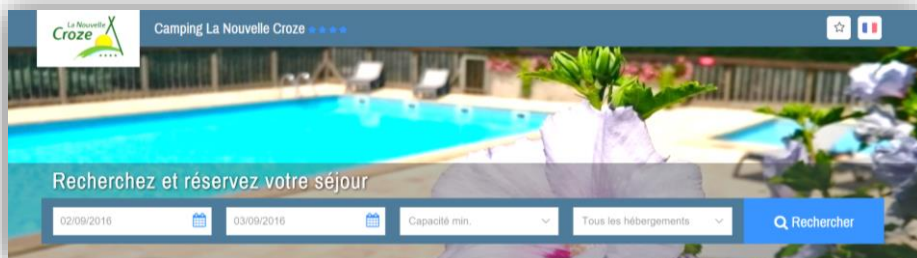 La Nouvelle
Croze
Camping La Nouvelle Croze
Recherchez et réservez votre séjour
02/09/2016
03/09/2016
Capacité min.
Tous les hébergements
Rechercher